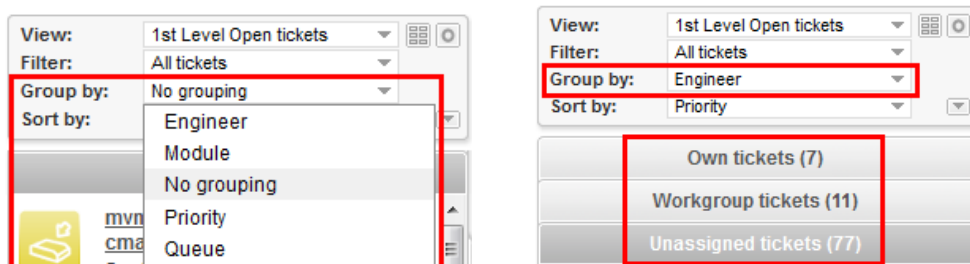 View: 1st Level Open tickets
Filter: All tickets
Group by: No grouping
Sort by:
Engineer
Module
No grouping
Priority
Queue
mvn
cma
View: 1st Level Open tickets
Filter: All tickets
Group by: Engineer
Sort by: Priority
Own tickets (7)
Workgroup tickets (11)
Unassigned tickets (77)